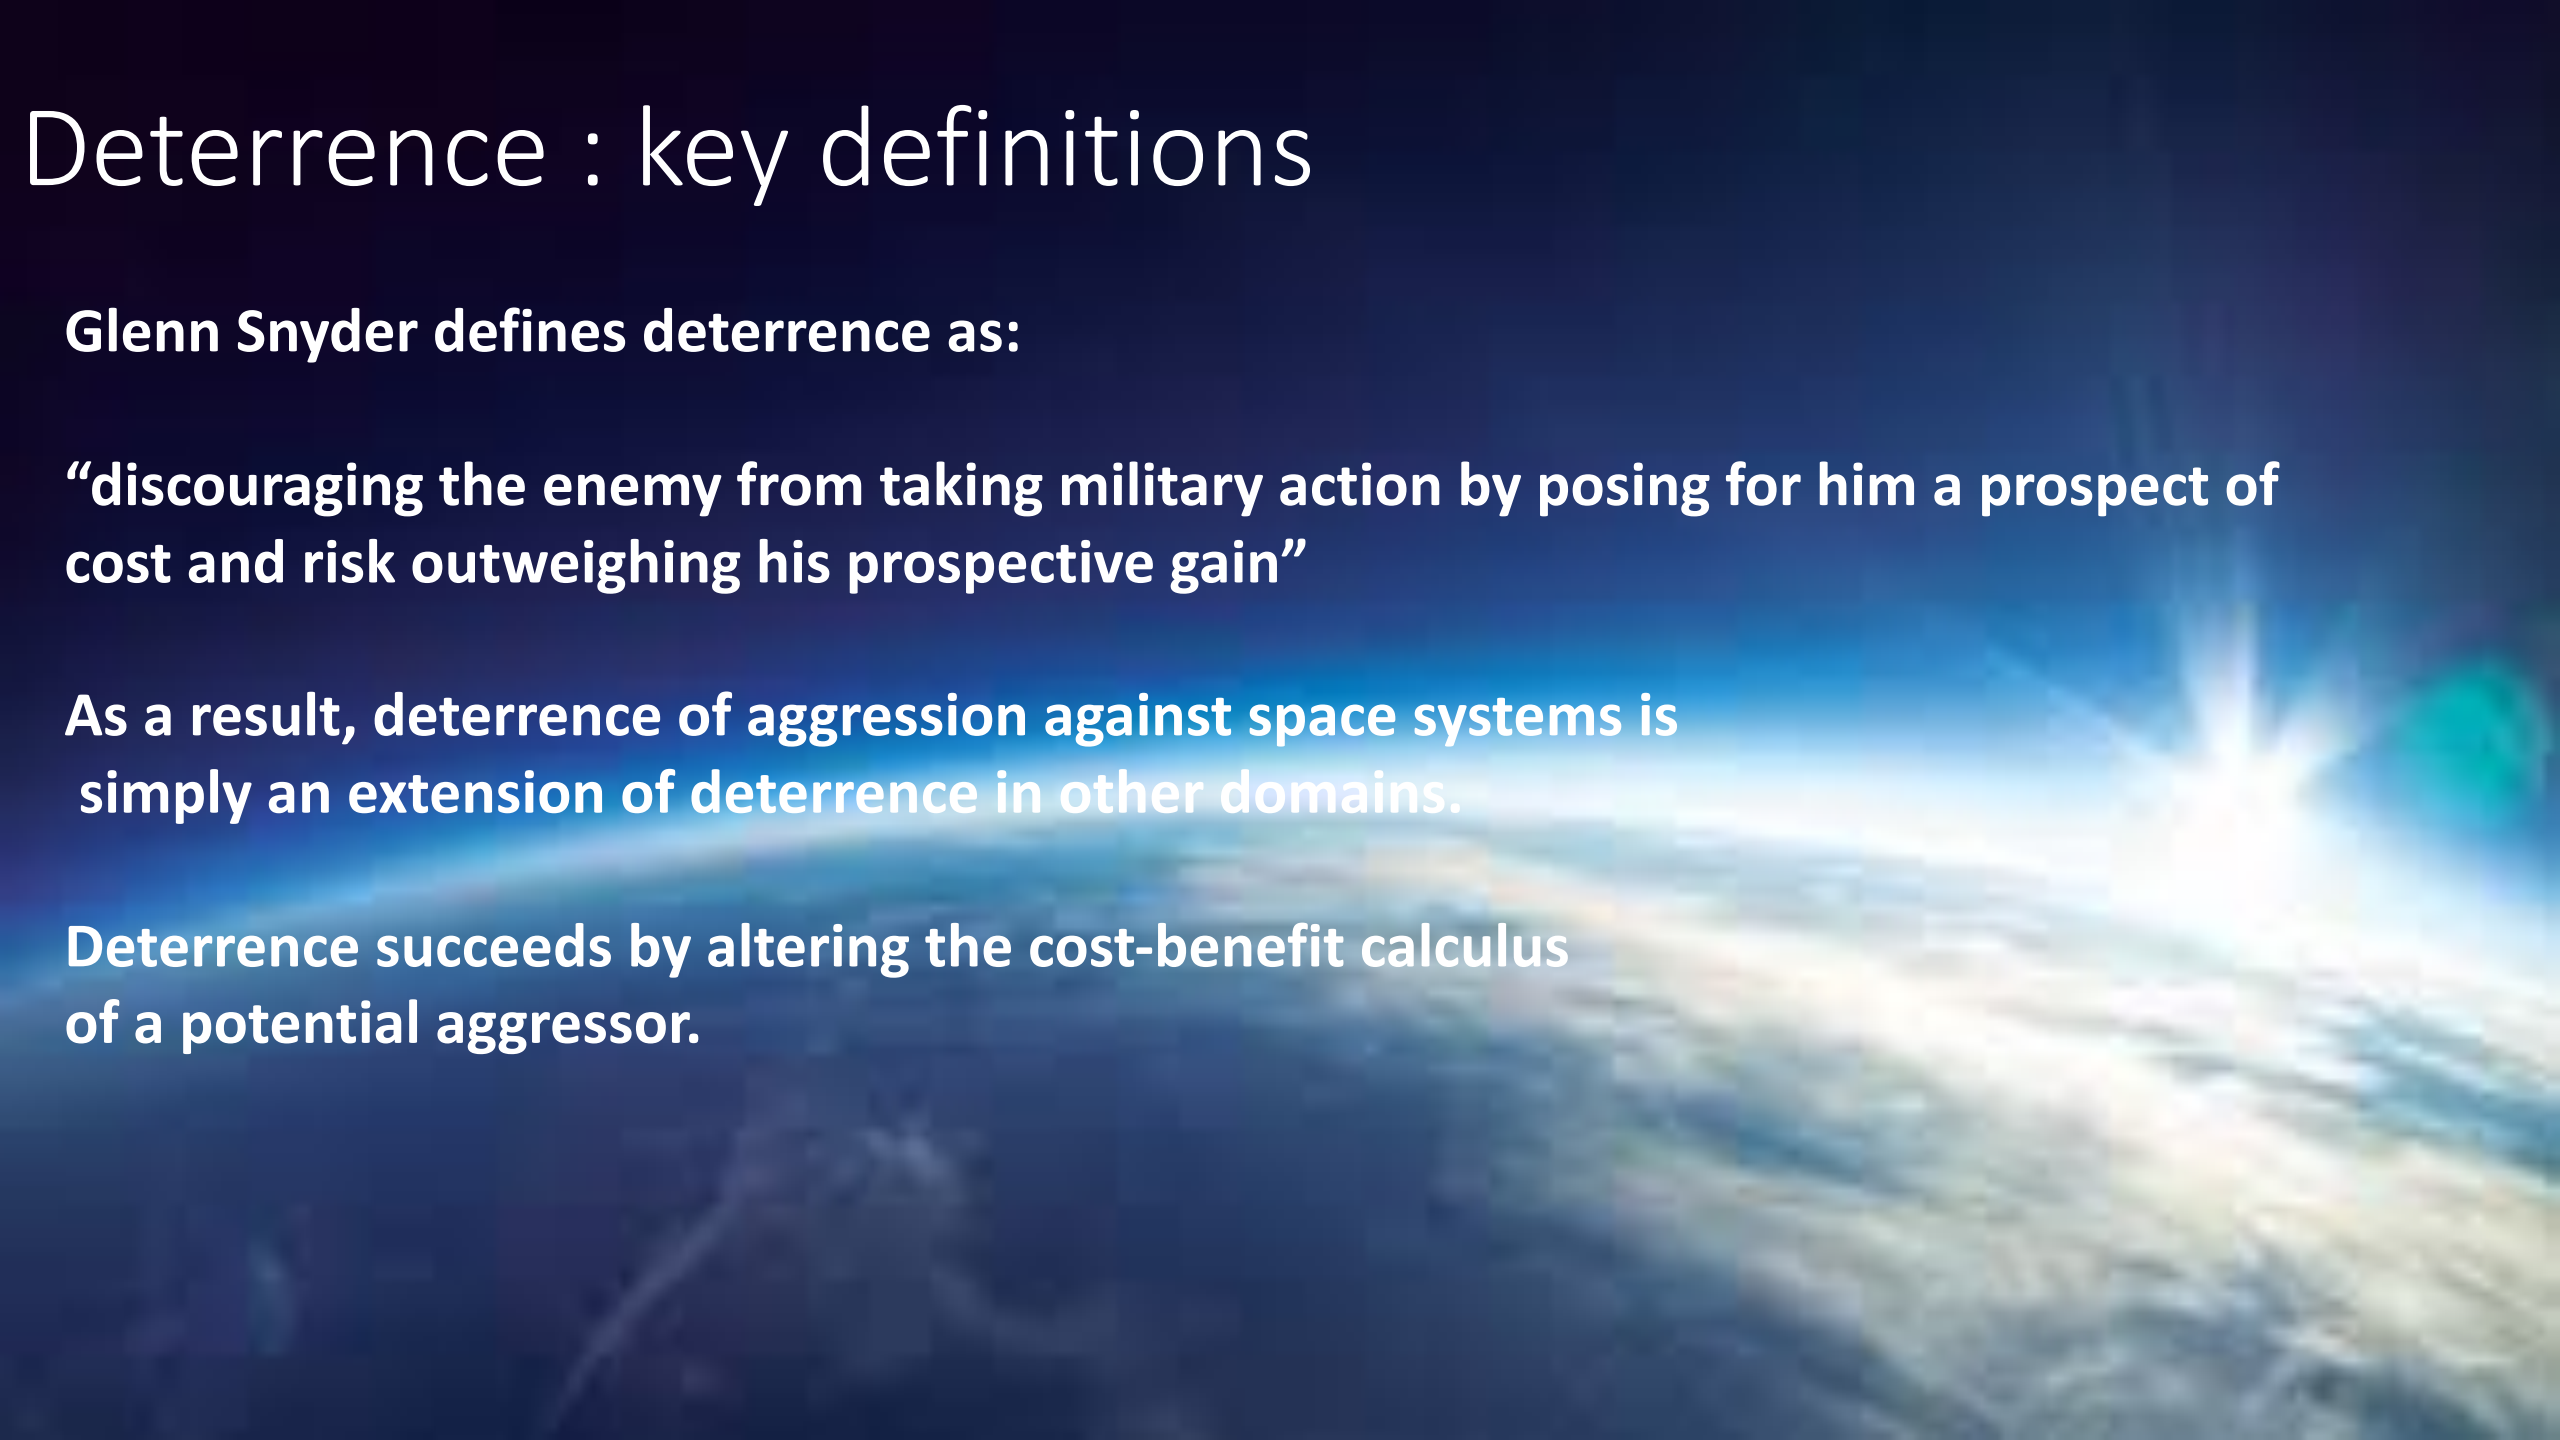 Deterrence : key definitions
Glenn Snyder defines deterrence as:
“discouraging the enemy from taking military action by posing for him a prospect of
cost and risk outweighing his prospective gain”
As a result, deterrence of aggression against space systems is
simply an extension of deterrence in other domains.
Deterrence succeeds by altering the cost-benefit calculus
of a potential aggressor.